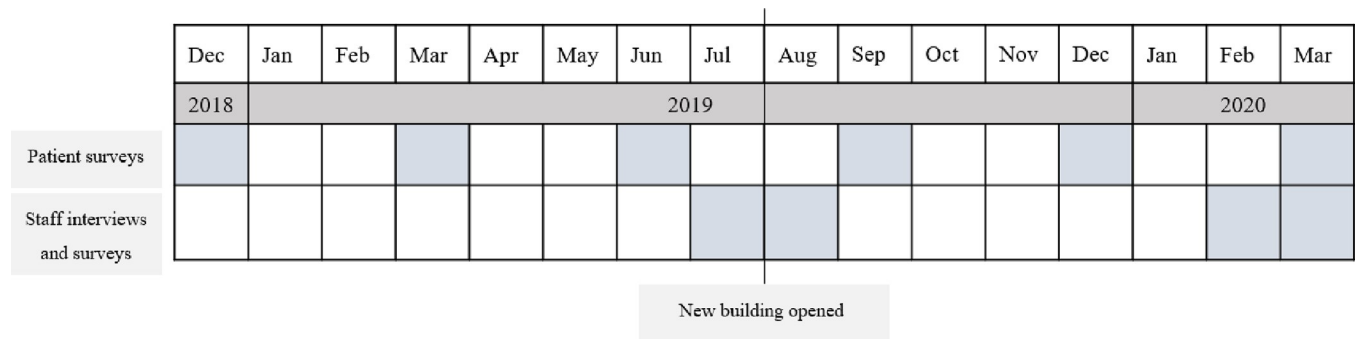 Dec Jan Feb Mar Apr May Jun Jul Aug Sep Oct Nov Dec Jan Feb Mar
2018 2019 2020
Patient surveys
Staff interviews
and surveys
New building opened